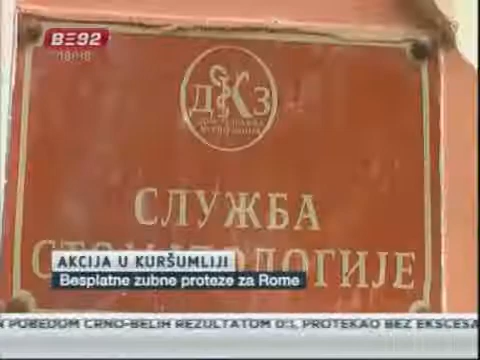 B92
ДКЗ
СЛУЖБА
СТОМАТОЛОГИЈЕ
AKCIJA U KURŠUMLIJI
Besplatne zubne proteze za Rome
N POBEDOM CRNO-BELIH REZULTATOM 0:1, PROTEKAO BEZ EKSCESA